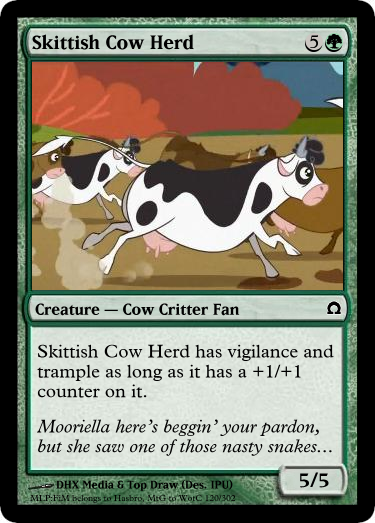 Skittish Cow Herd 5
Creature — Cow Critter Fan Ω
Skittish Cow Herd has vigilance and
trample as long as it has a +1/+1
counter on it.
Mooriella here's beggin' your pardon,
but she saw one of those nasty snakes...
5/5
DHX Media & Top Draw (Des. IPU)
MLP:FiM belongs to Hasbro, MtG to WotC 120/302